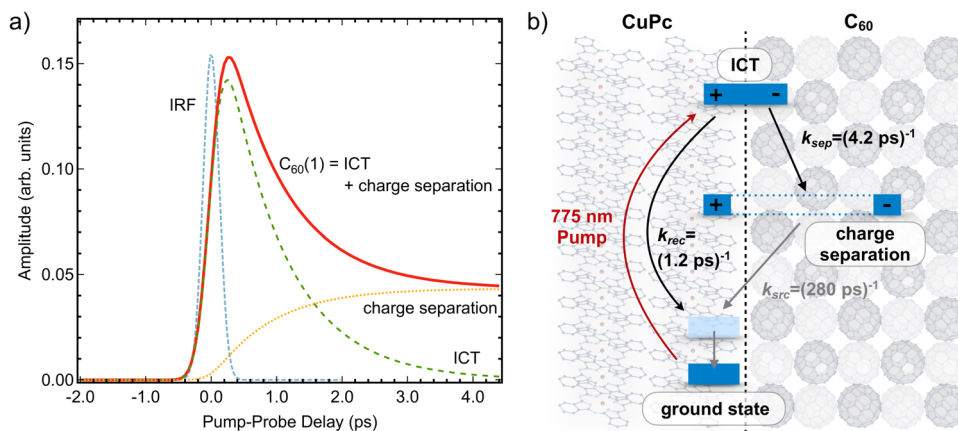 a)
0.15
0.10
0.05
0.00
Amplitude (arb. units)
IRF
C₆₀(1) = ICT
+ charge separation
charge separation
ICT
-2.0
-1.0
0.0
1.0
2.0
3.0
4.0
Pump-Probe Delay (ps)
b)
CuPc
C₆₀
ICT
+ -
k_sep=(4.2 ps)⁻¹
+ -
775 nm
Pump
k_rec=
(1.2 ps)⁻¹
charge
separation
k_src=(280 ps)⁻¹
ground state